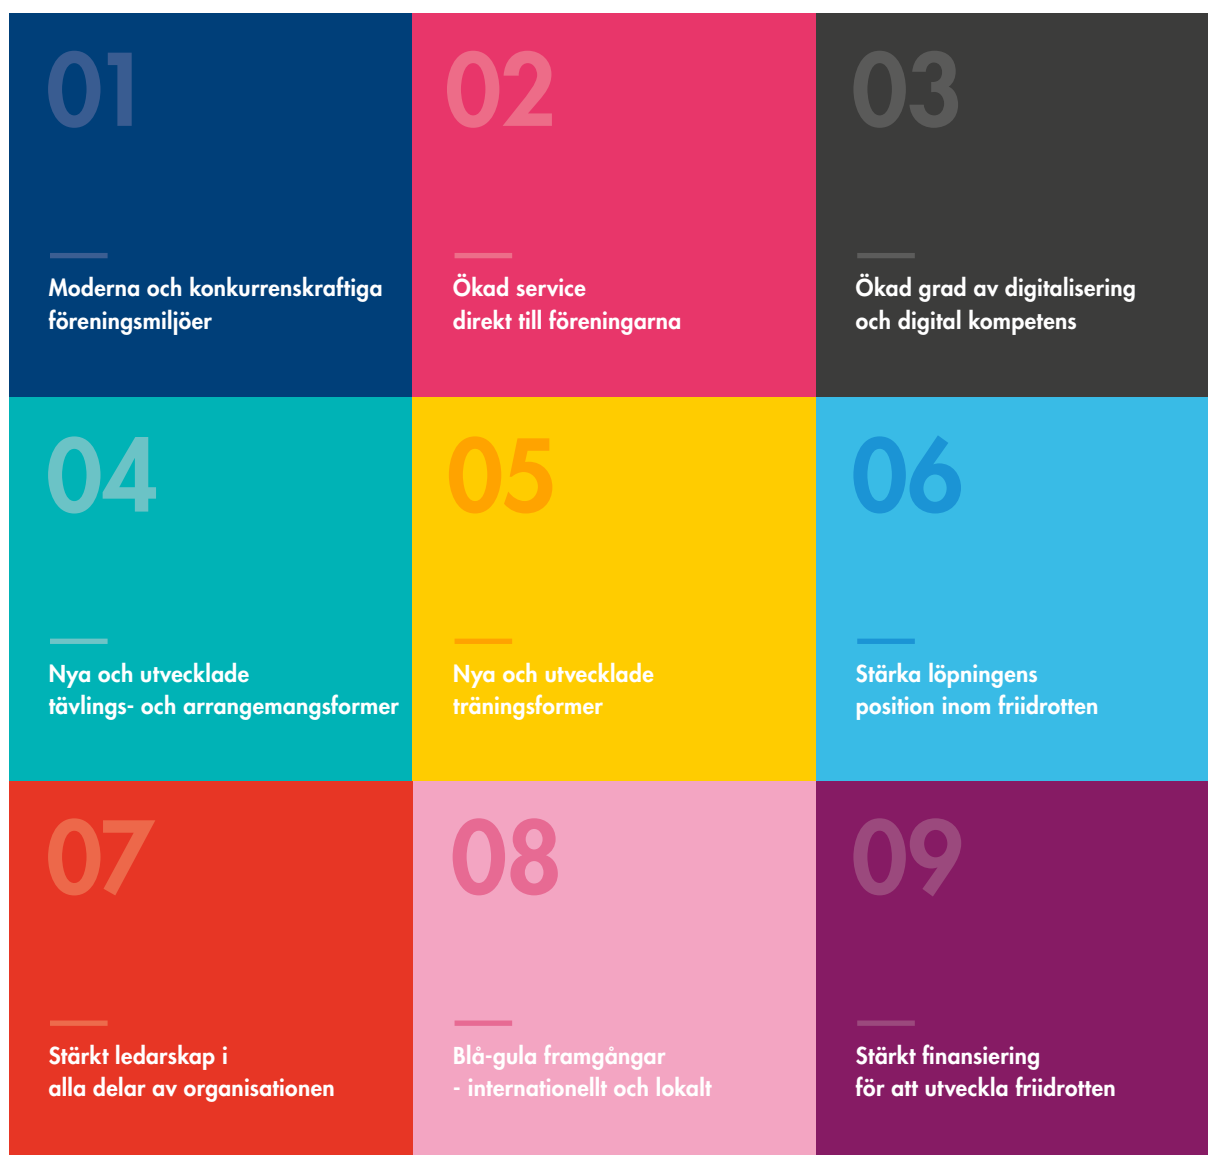 01
Moderna och konkurrenskraftiga
föreningsmiljöer
02
Ökad service
direkt till föreningarna
03
Ökad grad av digitalisering
och digital kompetens
04
Nya och utvecklade
tävlings- och arrangemangsformer
05
Nya och utvecklade
träningsformer
06
Stärka löpningens
position inom friidrotten
07
Stärkt ledarskap i
alla delar av organisationen
08
Blå-gula framgångar
- internationellt och lokalt
09
Stärkt finansiering
för att utveckla friidrotten